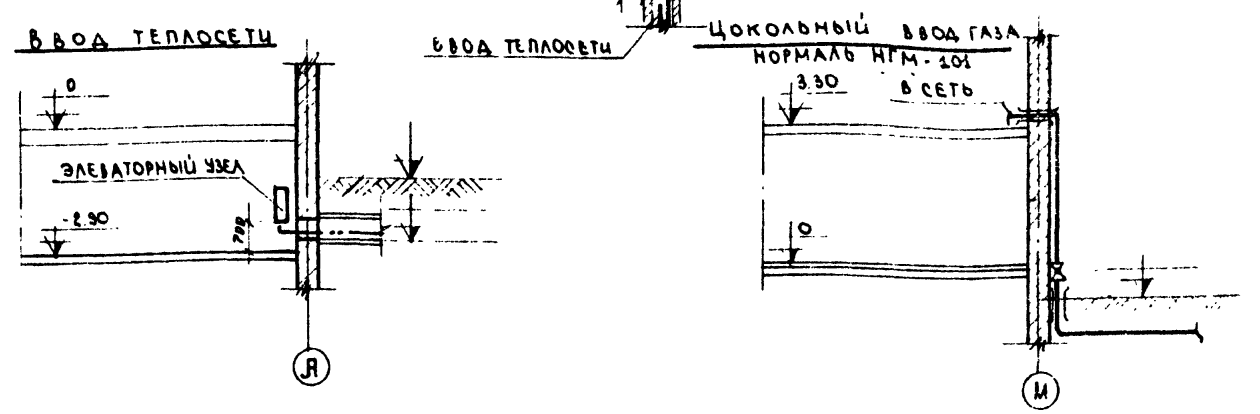 ВВОД ТЕПЛОСЕТИ
0
ЭЛЕВАТОРНЫЙ УЗЕЛ
-2.90
700
А
ВВОД ТЕПЛОСЕТИ
ЦОКОЛЬНЫЙ ВВОД ГАЗА
НОРМАЛЬ НГМ-101
3.30
В СЕТЬ
0
И